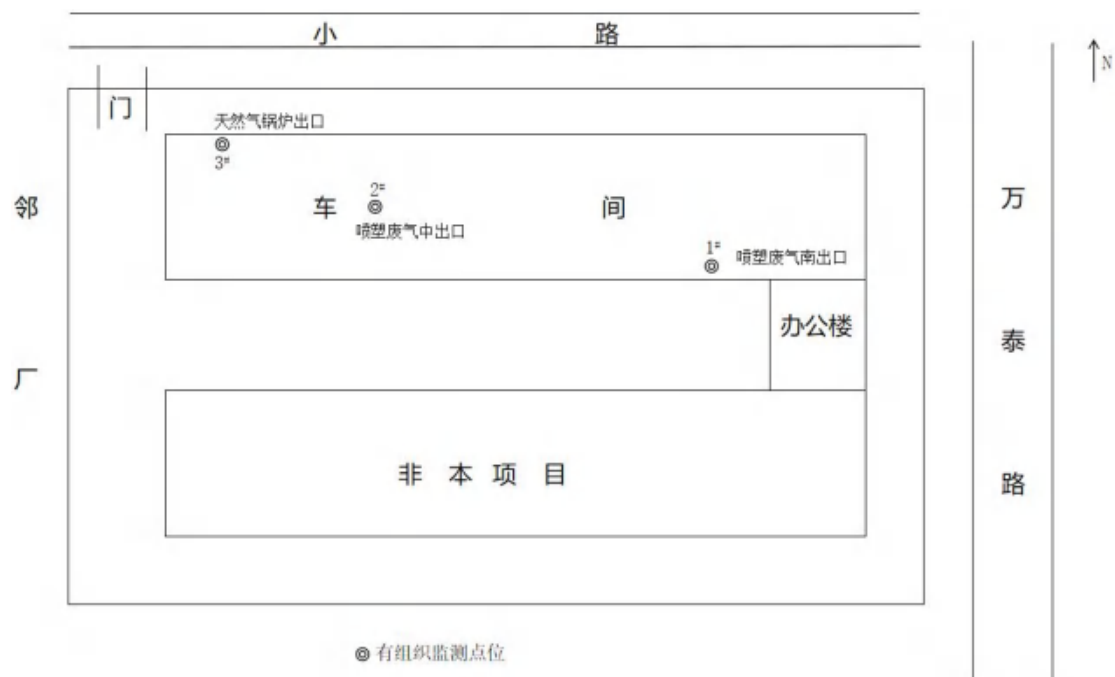 小 路
N
门
天然气锅炉出口
3#
邻 厂
车 间
2#
喷塑废气中出口
1#
喷塑废气南出口
万 泰 路
办公楼
非 本 项 目
◎ 有组织监测点位